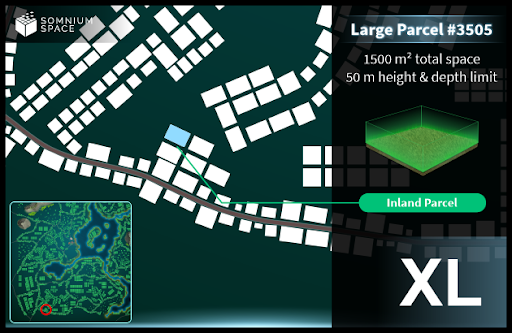 SOMNIUM
SPACE
Large Parcel #3505
1500 m² total space
50 m height & depth limit
Inland Parcel
XL